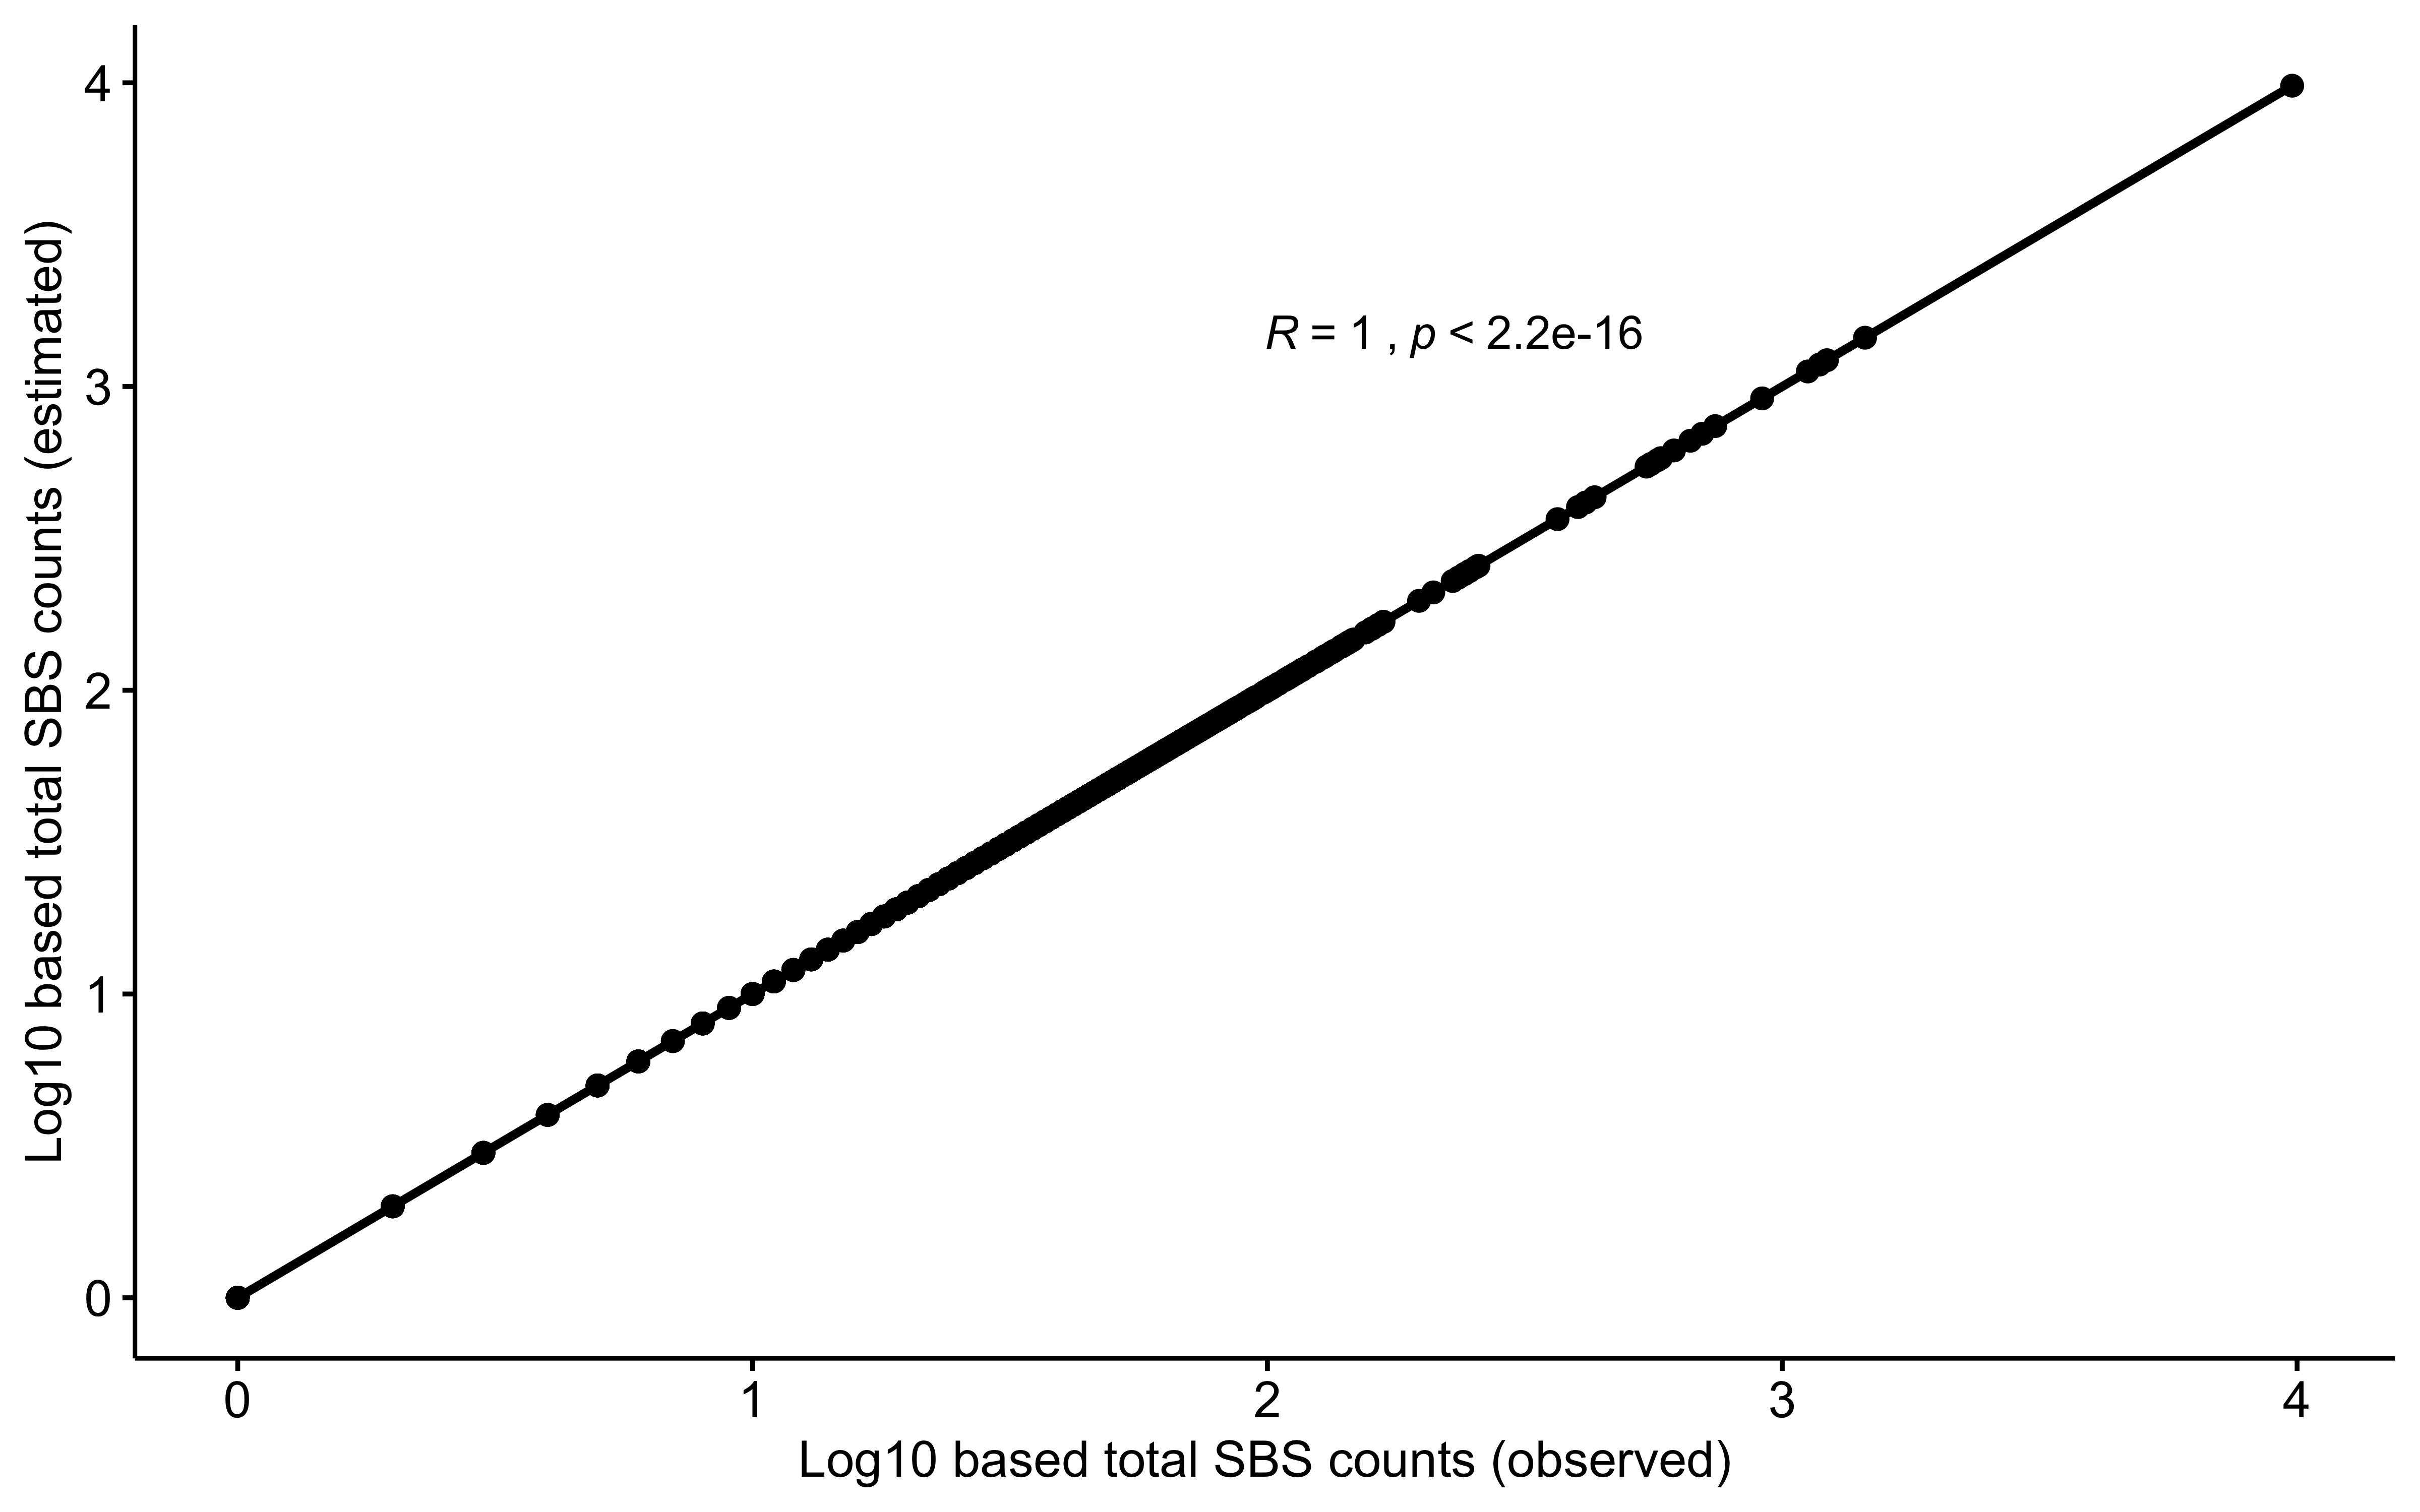 Log10 based total SBS counts (estimated)
4
3
2
1
0
R = 1 , p < 2.2e-16
0 1 2 3 4
Log10 based total SBS counts (observed)